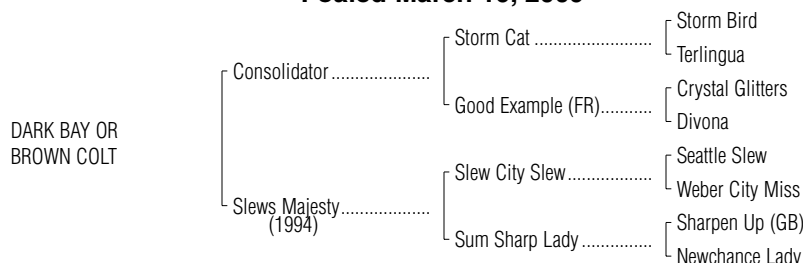 Foaled March
Storm Bird
Storm Cat ........................
Terlingua
Consolidator .....................
Crystal Glitters
Good Example (FR)...........
Divona
DARK BAY OR
BROWN COLT
Seattle Slew
Slew City Slew .................
Weber City Miss
Slews Majesty...................
(1994)
Sharpen Up (GB)
Sum Sharp Lady ..............
Newchance Lady